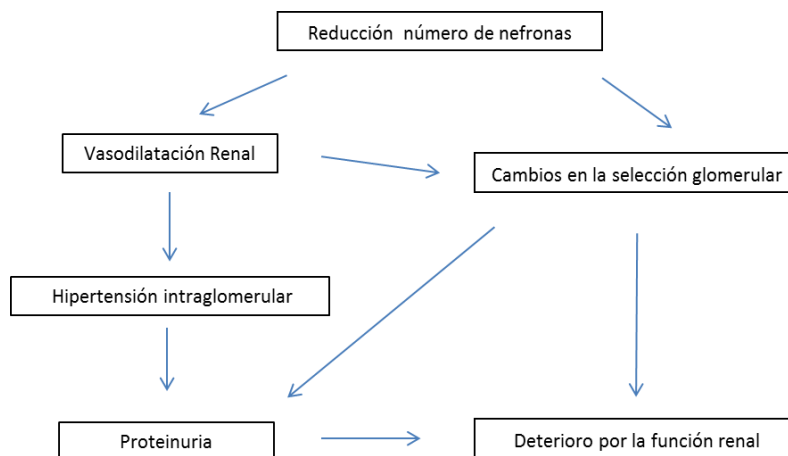 Reducción número de nefronas
Vasodilatación Renal
Cambios en la selección glomerular
Hipertensión intraglomerular
Proteinuria
Deterioro por la función renal